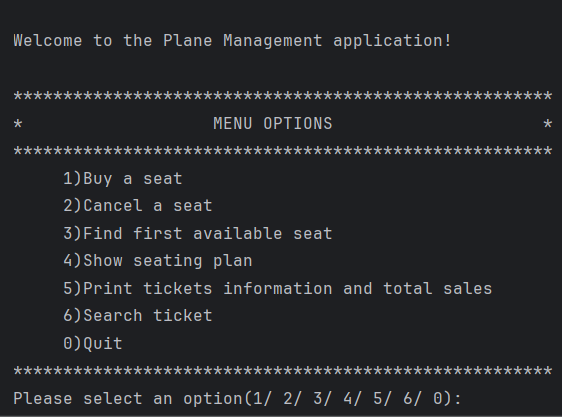 Welcome to the Plane Management application!
******************************************************
*                   MENU OPTIONS                     *
******************************************************
     1)Buy a seat
     2)Cancel a seat
     3)Find first available seat
     4)Show seating plan
     5)Print tickets information and total sales
     6)Search ticket
     0)Quit
******************************************************
Please select an option(1/ 2/ 3/ 4/ 5/ 6/ 0):